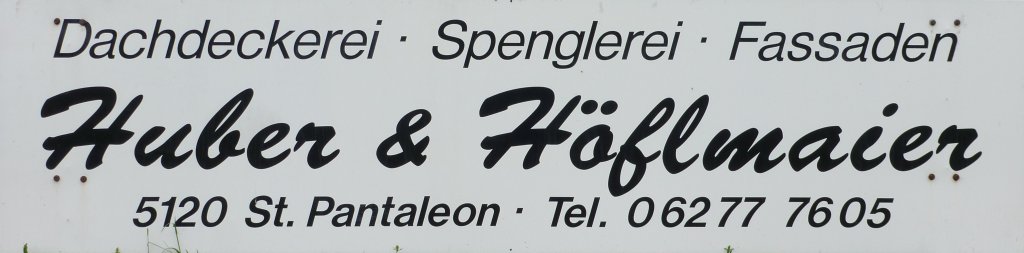 Dachdeckerei · Spenglerei · Fassaden
Huber & Höflmaier
5120 St. Pantaleon · Tel. 06277 7605